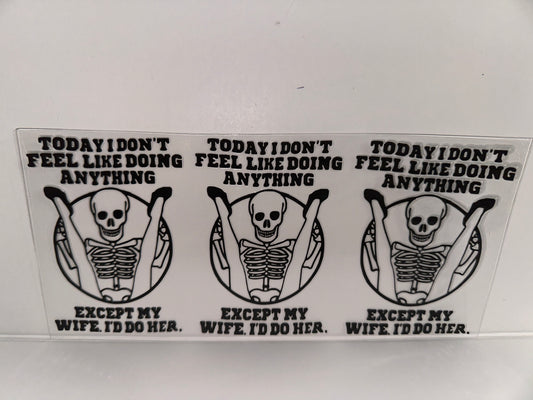 TODAY I DON'T
FEEL LIKE DOING
ANYTHING
EXCEPT MY
WIFE. I'D DO HER.
TODAY I DON'T
FEEL LIKE DOING
ANYTHING
EXCEPT MY
WIFE. I'D DO HER.
TODAY I DON'T
FEEL LIKE DOING
ANYTHING
EXCEPT MY
WIFE. I'D DO HER.